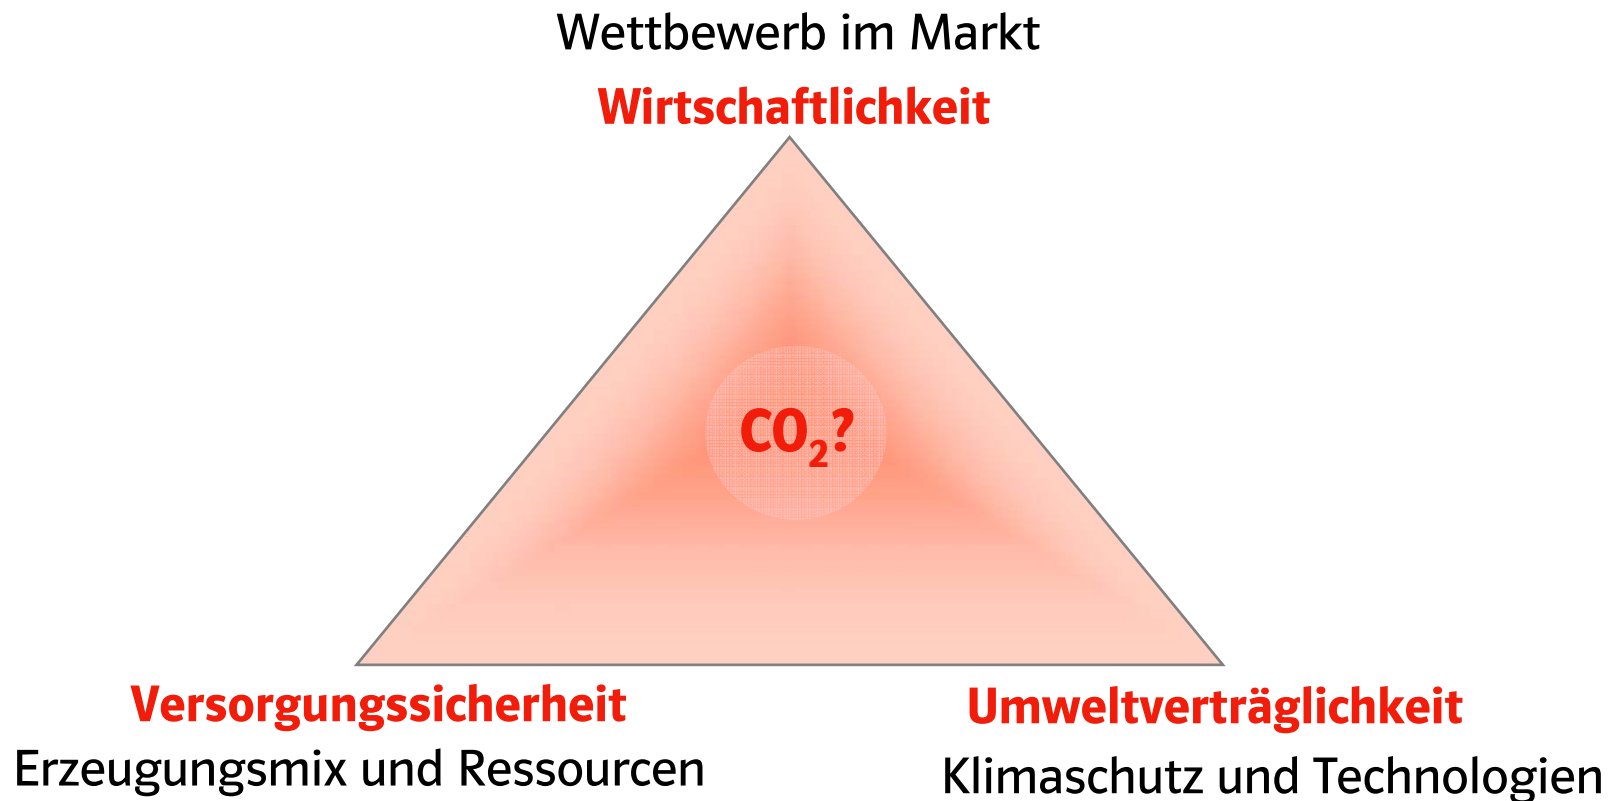 Wettbewerb im Markt
Wirtschaftlichkeit
CO₂?
Versorgungssicherheit
Erzeugungsmix und Ressourcen
Umweltverträglichkeit
Klimaschutz und Technologien